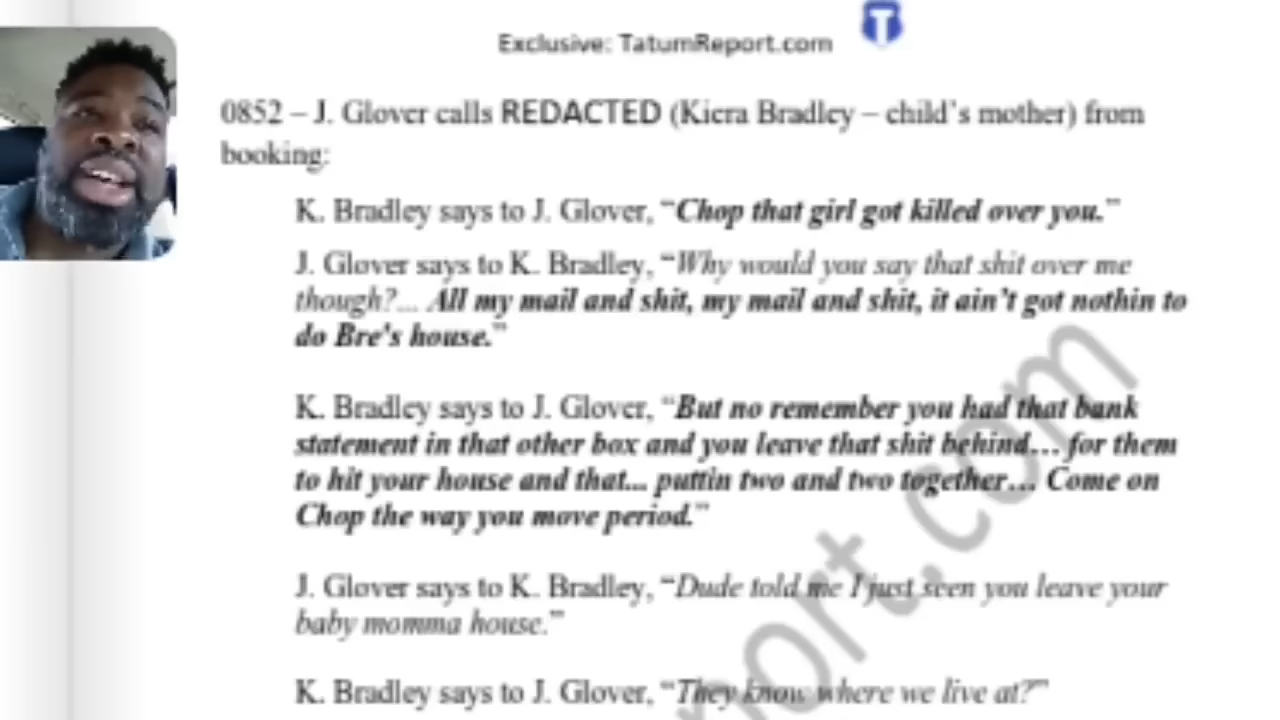 Exclusive: TatumReport.com
T
0852 – J. Glover calls REDACTED (Kiera Bradley – child's mother) from
booking:
K. Bradley says to J. Glover, "Chop that girl got killed over you."
J. Glover says to K. Bradley, "Why would you say that shit over me
though?... All my mail and shit, my mail and shit, it ain't got nothin to
do Bre's house."
K. Bradley says to J. Glover, "But no remember you had that bank
statement in that other box and you leave that shit behind... for them
to hit your house and that... puttin two and two together... Come on
Chop the way you move period."
J. Glover says to K. Bradley, "Dude told me I just seen you leave your
baby momma house."
K. Bradley says to J. Glover, "They know where we live at?"
port.com